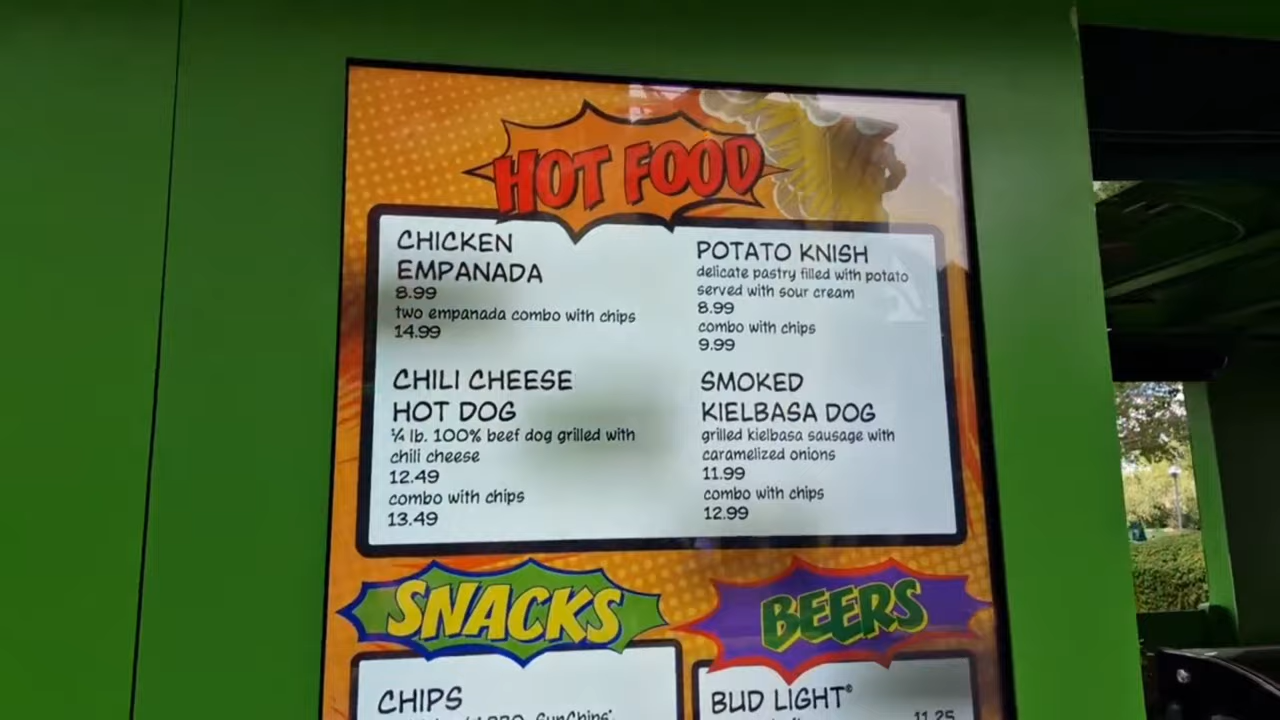 HOT FOOD
CHICKEN
EMPANADA
8.99
two empanada combo with chips
14.99
CHILI CHEESE
HOT DOG
¼ lb. 100% beef dog grilled with
chili cheese
12.49
combo with chips
13.49
POTATO KNISH
delicate pastry filled with potato
served with sour cream
8.99
combo with chips
9.99
SMOKED
KIELBASA DOG
grilled kielbasa sausage with
caramelized onions
11.99
combo with chips
12.99
SNACKS
CHIPS
BBQ, SunChips®,
BEERS
BUD LIGHT®
11.25